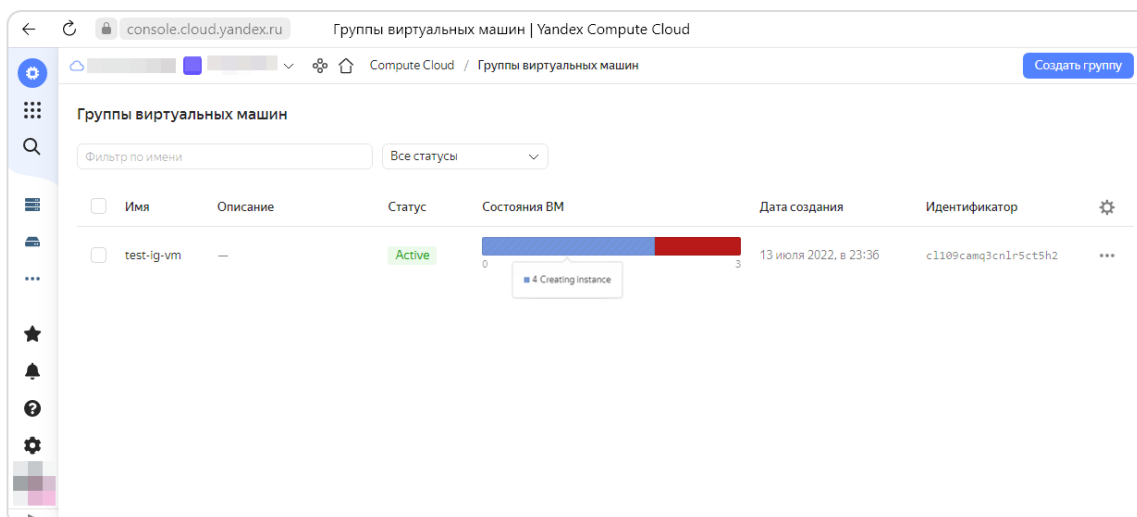 console.cloud.yandex.ru Группы виртуальных машин | Yandex Compute Cloud
Compute Cloud / Группы виртуальных машин Создать группу
Группы виртуальных машин
Фильтр по имени Все статусы
Имя Описание Статус Состояния ВМ Дата создания Идентификатор
test-ig-vm — Active 13 июля 2022, в 23:36 cl109camq3cnlr5ct5h2
0 3
4 Creating instance